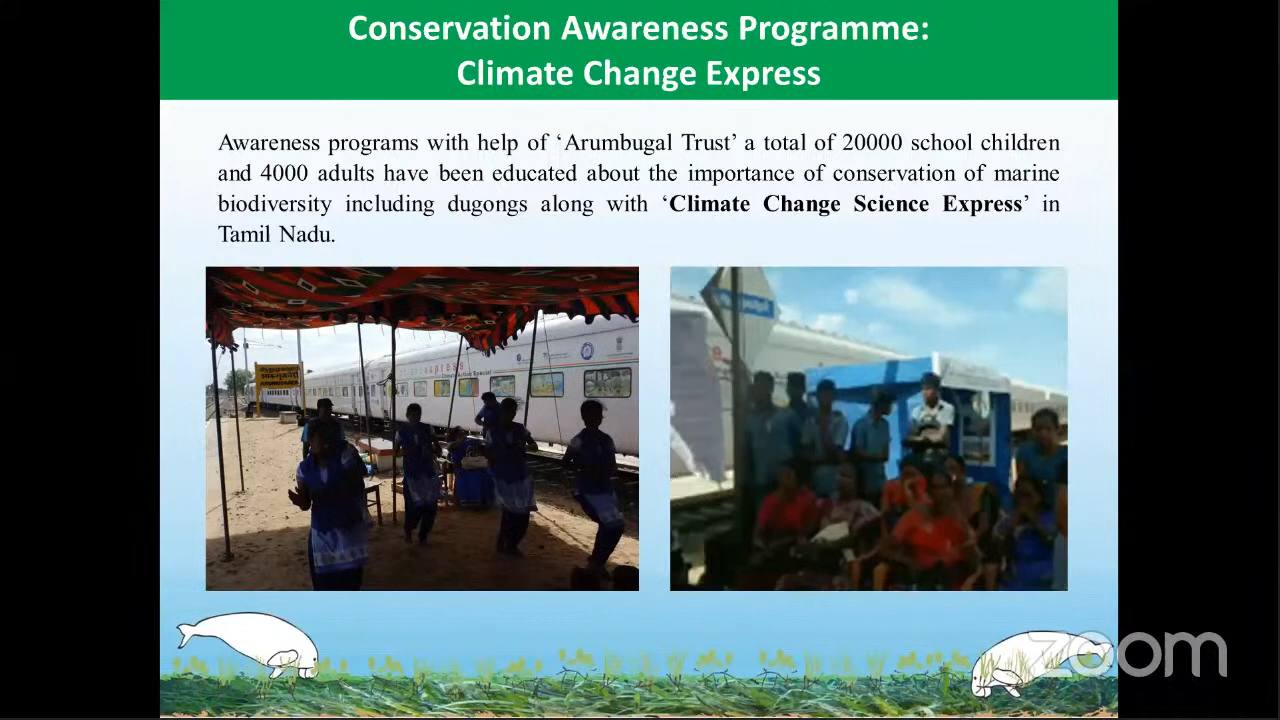 Conservation Awareness Programme:
Climate Change Express
Awareness programs with help of ‘Arumbugal Trust’ a total of 20000 school children
and 4000 adults have been educated about the importance of conservation of marine
biodiversity including dugongs along with ‘Climate Change Science Express’ in
Tamil Nadu.
zoom